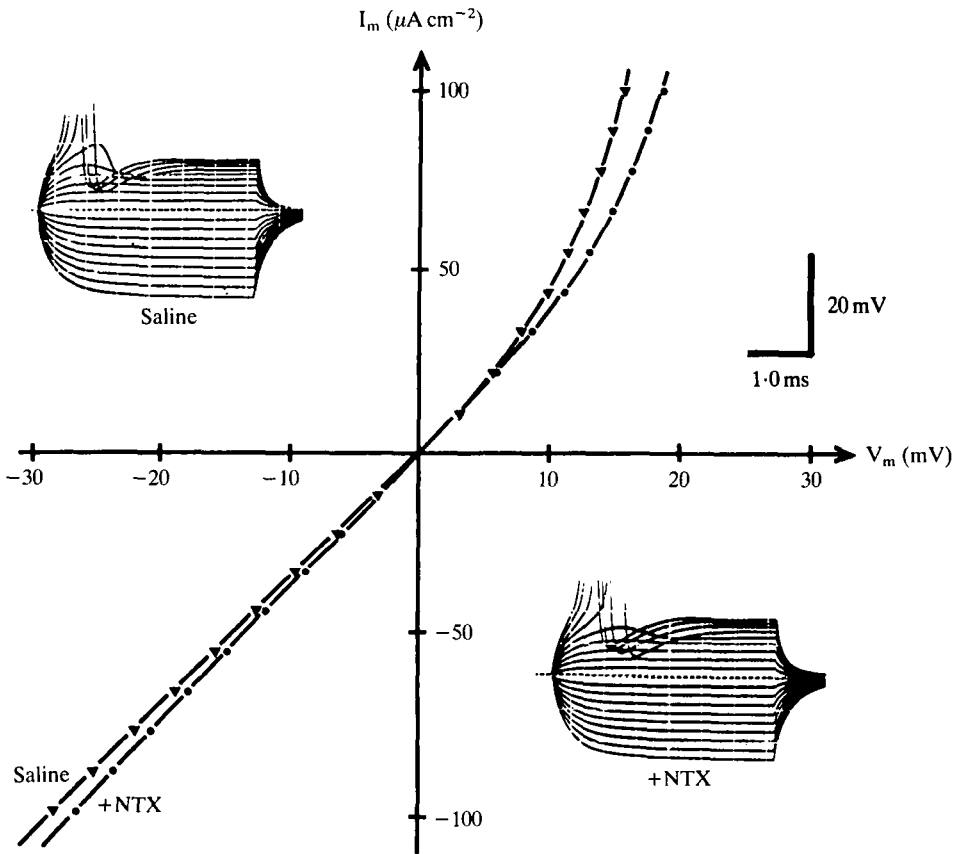 I_m (μA cm⁻²)
100
50
Saline
20 mV
1·0 ms
V_m (mV)
−30
−20
−10
10
20
30
−50
−100
Saline
+NTX
+NTX